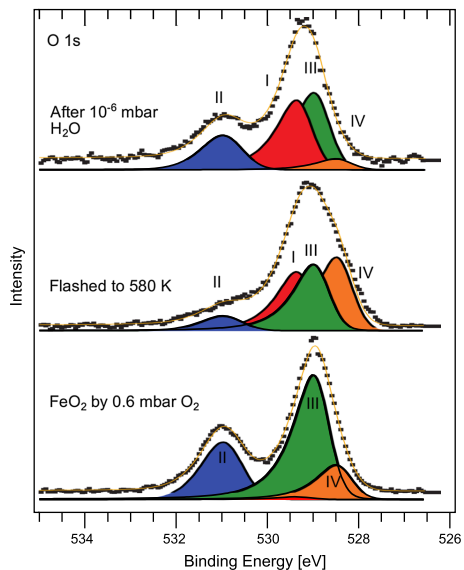 O 1s
I
II
III
After 10⁻⁶ mbar
H₂O
IV
I
III
II
IV
Flashed to 580 K
Intensity
FeO₂ by 0.6 mbar O₂
III
II
IV
534
532
530
528
526
Binding Energy [eV]